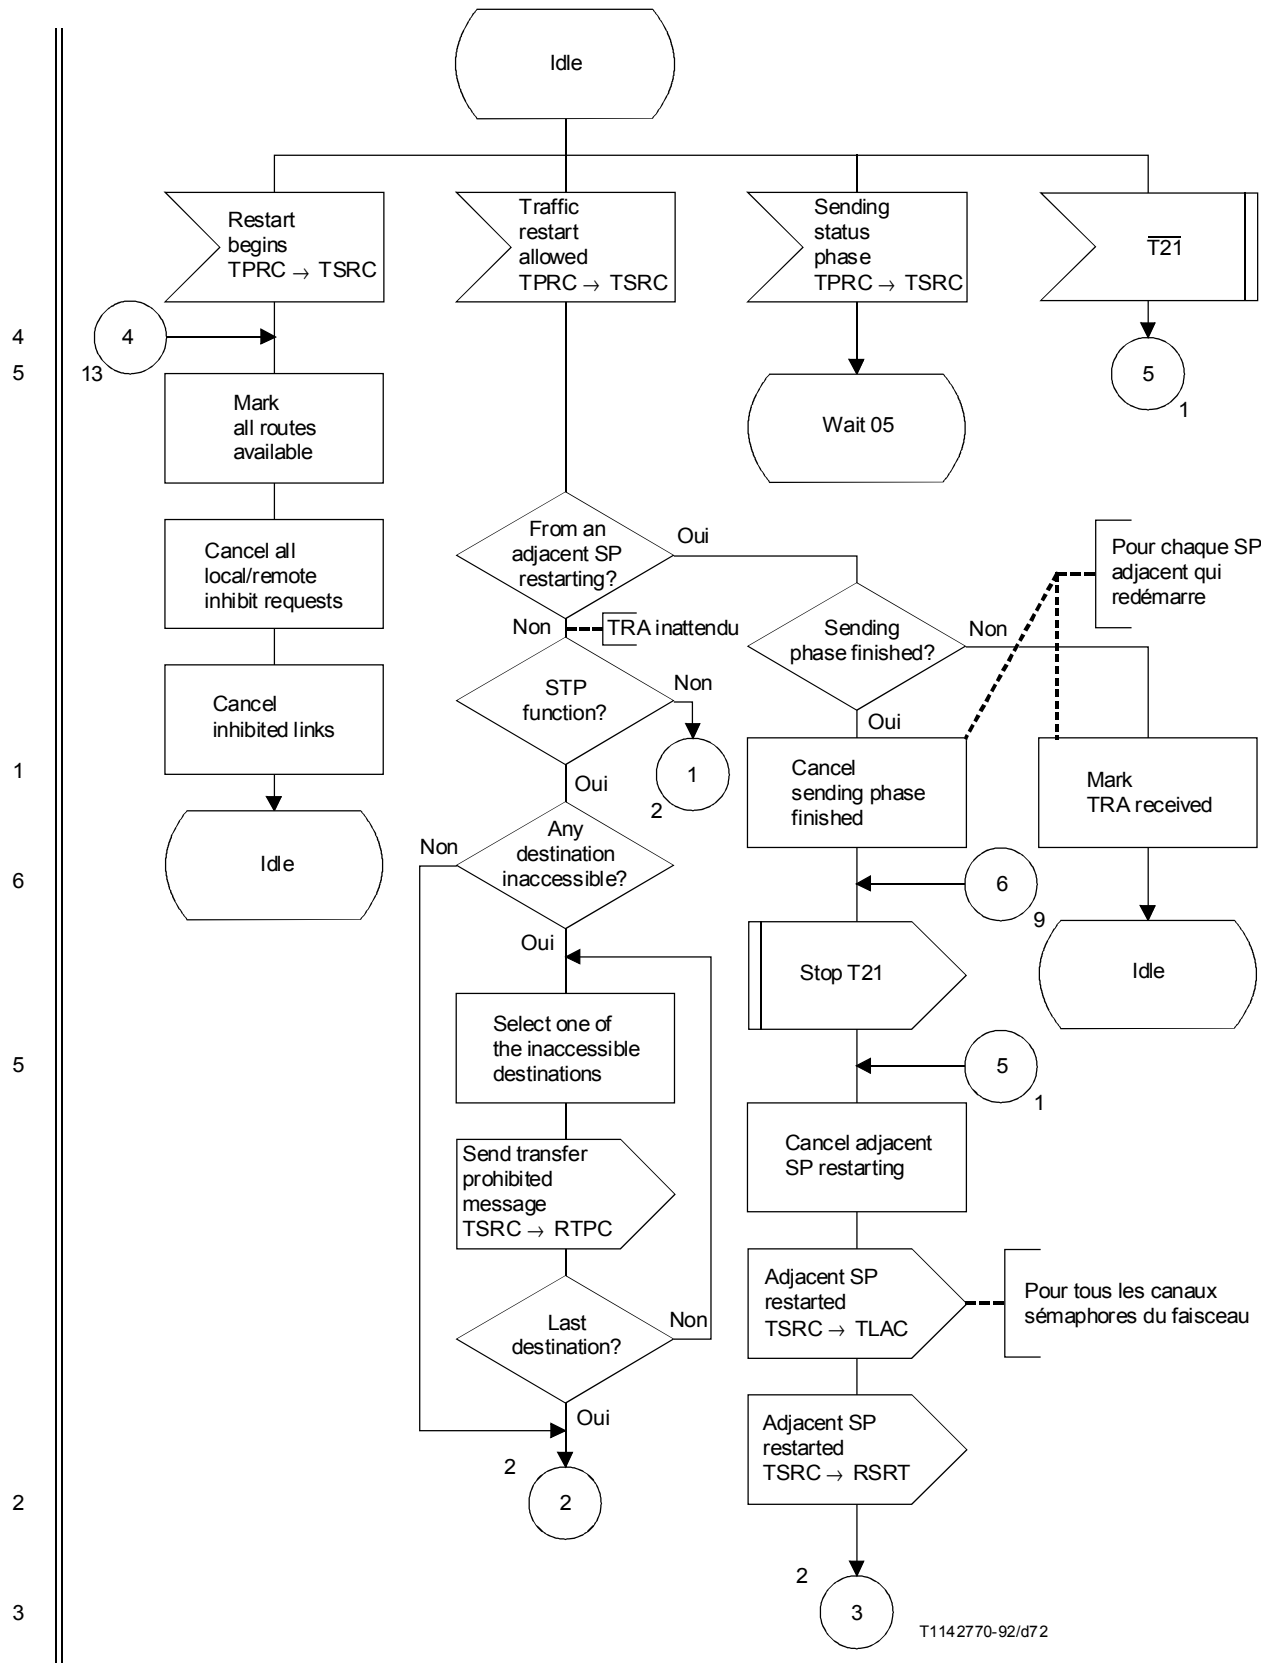 Idle
Restart
begins
TPRC → TSRC
Traffic
restart
allowed
TPRC → TSRC
Sending
status
phase
TPRC → TSRC
T21
4
4
5
13
5
1
Mark
all routes
available
Wait 05
Cancel all
local/remote
inhibit requests
From an
adjacent SP
restarting?
Oui
Pour chaque SP
adjacent qui
redémarre
Non
TRA inattendu
Sending
phase finished?
Non
Cancel
inhibited links
STP
function?
Non
Oui
1
1
2
Oui
Cancel
sending phase
finished
Mark
TRA received
Idle
Non
Any
destination
inaccessible?
6
6
9
Oui
Stop T21
Idle
Select one of
the inaccessible
destinations
5
5
1
Send transfer
prohibited
message
TSRC → RTPC
Cancel adjacent
SP restarting
Adjacent SP
restarted
TSRC → TLAC
Pour tous les canaux
sémaphores du faisceau
Last
destination?
Non
Oui
Adjacent SP
restarted
TSRC → RSRT
2
2
2
2
3
3
T1142770-92/d72